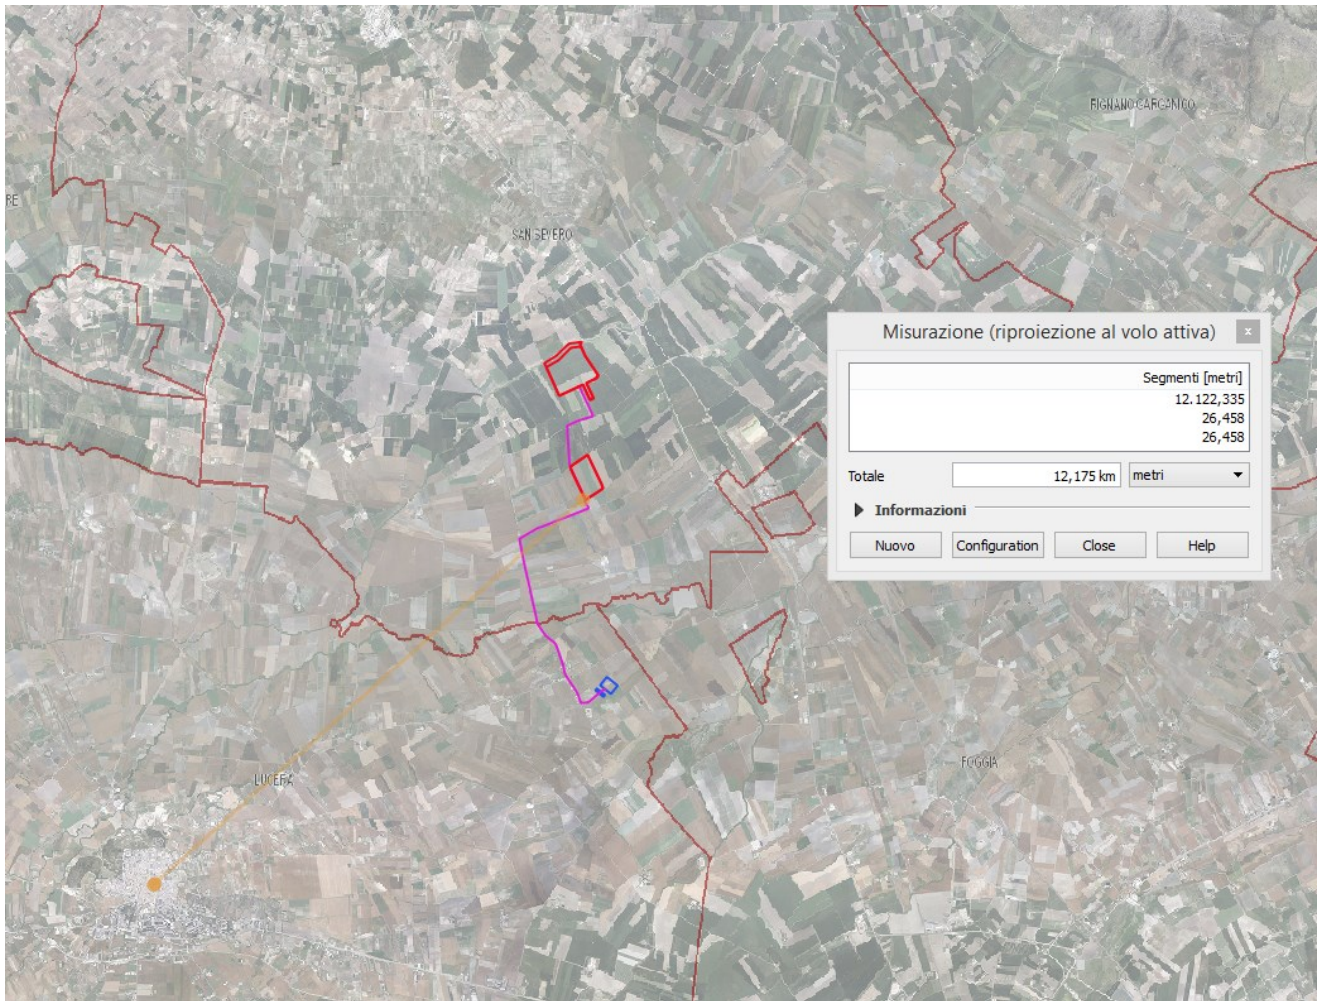 RIGNANO GARGANICO
RE
SAN SEVERO
Misurazione (riproiezione al volo attiva)
x
Segmenti [metri]
12.122,335
26,458
26,458
Totale
12,175 km
metri
Informazioni
Nuovo
Configuration
Close
Help
FOGGIA
LUCERA